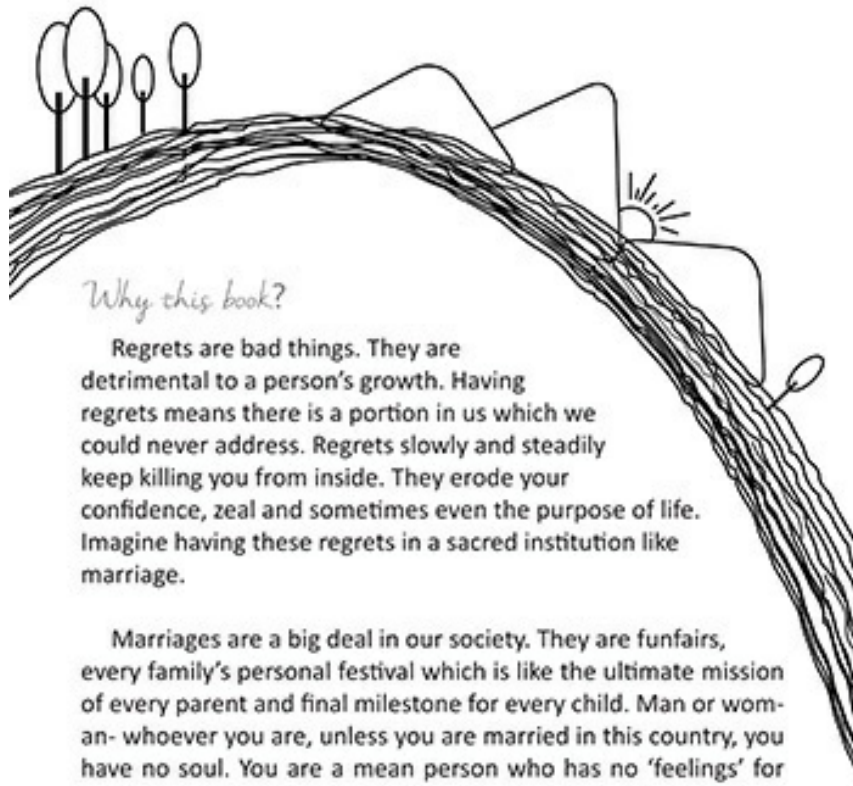 Why this book?
Regrets are bad things. They are
detrimental to a person's growth. Having
regrets means there is a portion in us which we
could never address. Regrets slowly and steadily
keep killing you from inside. They erode your
confidence, zeal and sometimes even the purpose of life.
Imagine having these regrets in a sacred institution like
marriage.
Marriages are a big deal in our society. They are funfairs,
every family's personal festival which is like the ultimate mission
of every parent and final milestone for every child. Man or wom-
an- whoever you are, unless you are married in this country, you
have no soul. You are a mean person who has no ‘feelings’ for